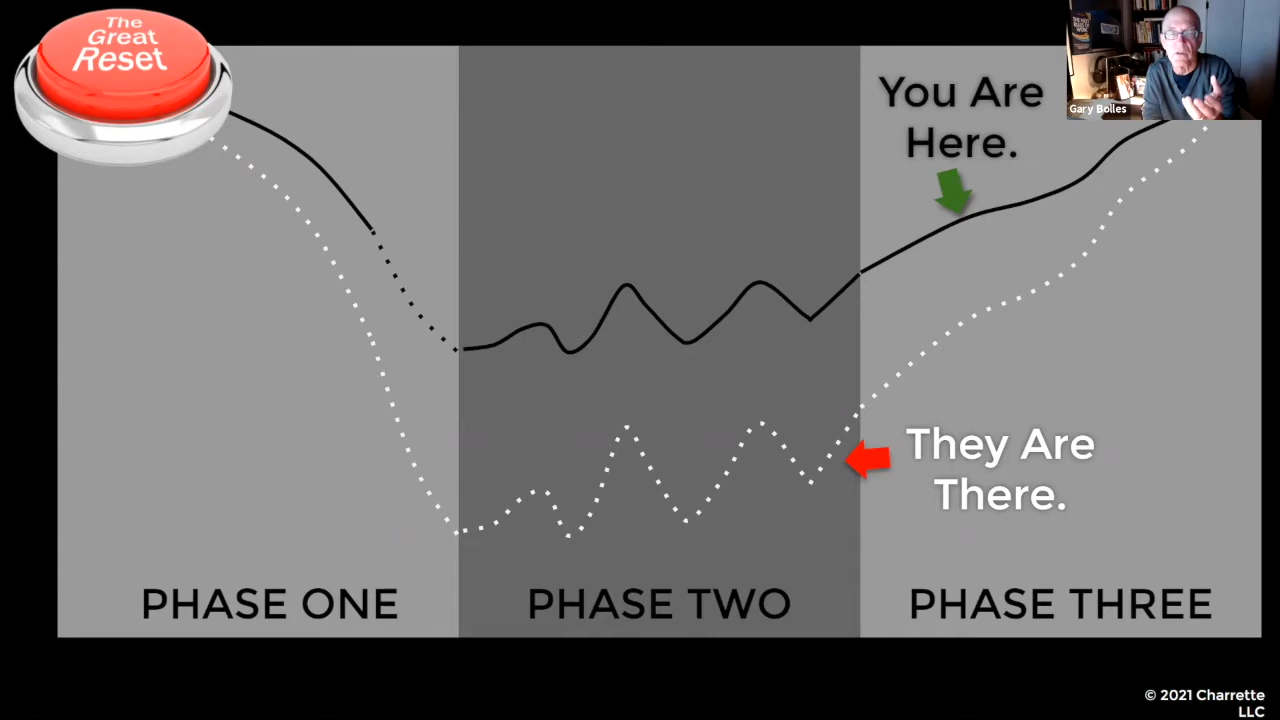 The
Great
Reset
You Are
Here.
Gary Bolles
They Are
There.
PHASE ONE
PHASE TWO
PHASE THREE
© 2021 Charrette
LLC